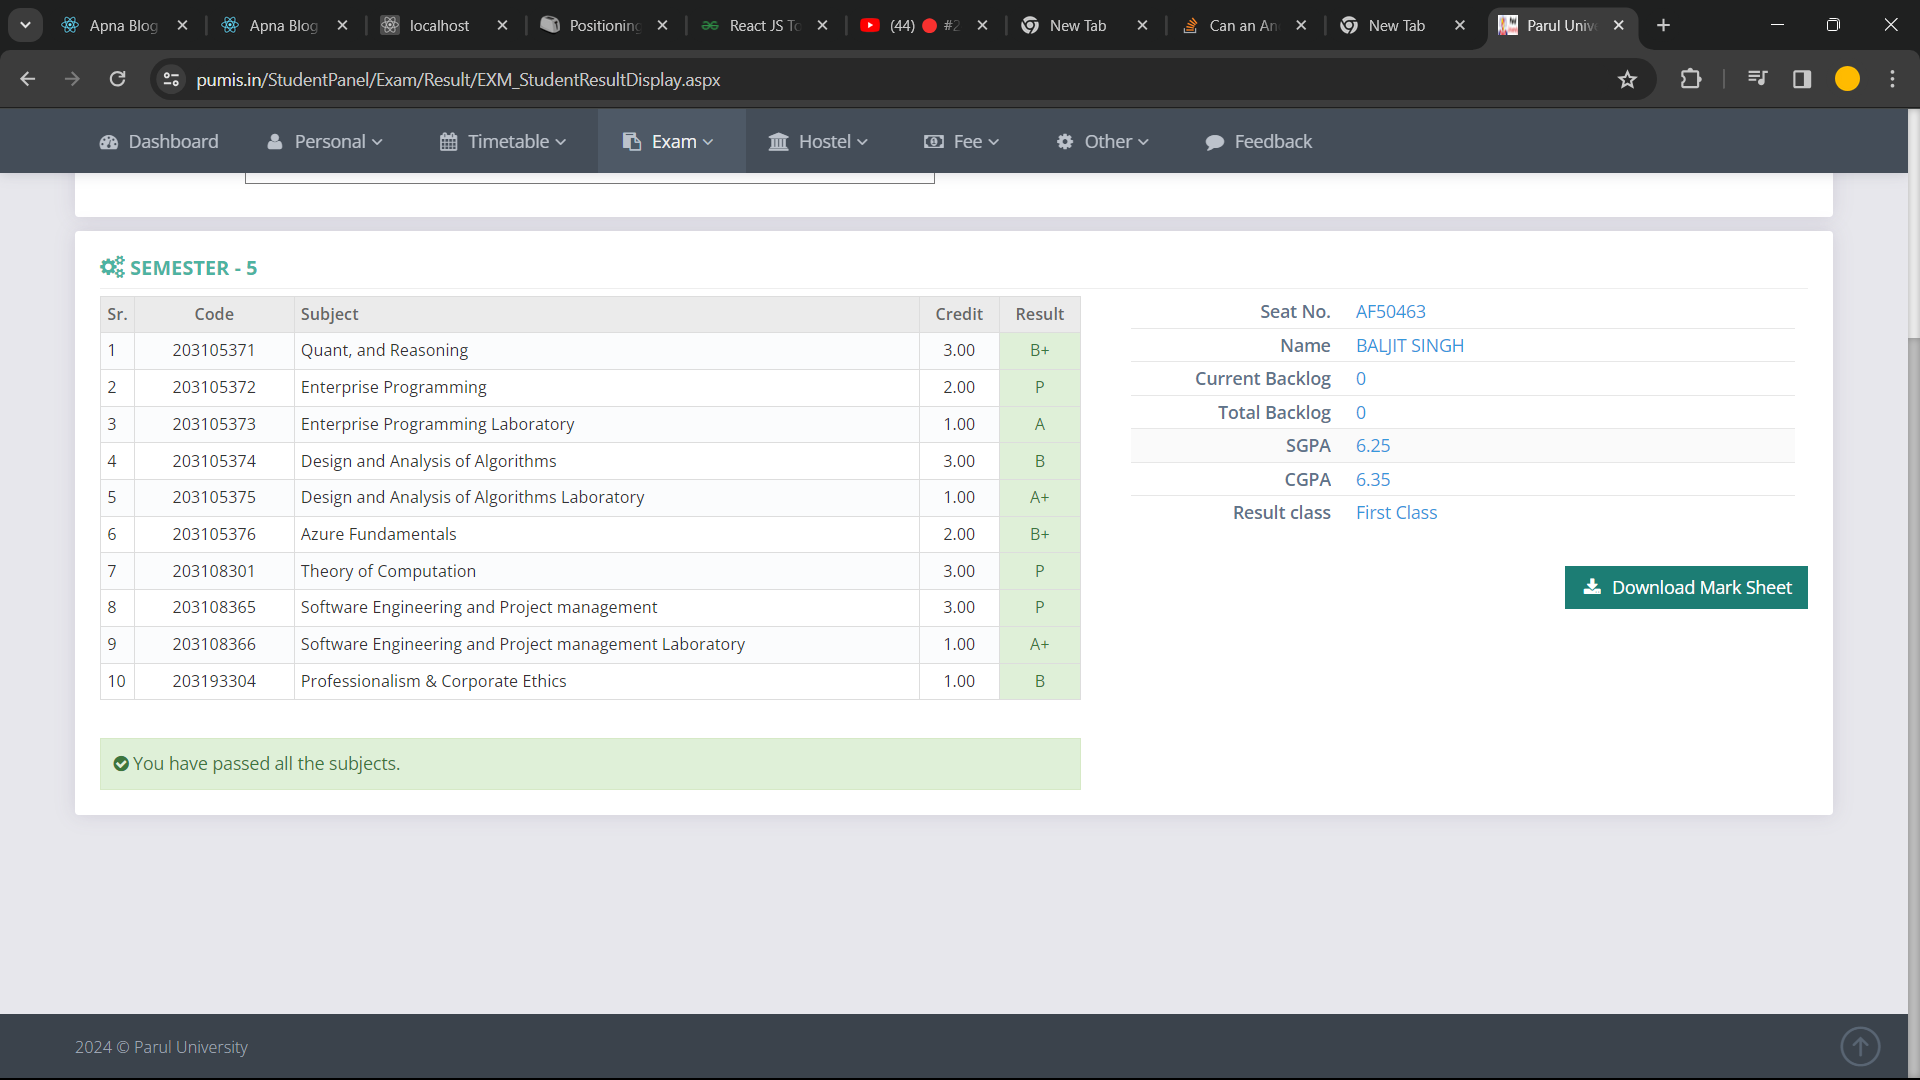 Apna Blog
Apna Blog
localhost
Positioning
React JS To
(44) 🔴 #2
New Tab
Can an An
New Tab
Parul Univ
pumis.in/StudentPanel/Exam/Result/EXM_StudentResultDisplay.aspx
Dashboard Personal Timetable Exam Hostel Fee Other Feedback
SEMESTER - 5
Sr. Code Subject Credit Result
1 203105371 Quant, and Reasoning 3.00 B+
2 203105372 Enterprise Programming 2.00 P
3 203105373 Enterprise Programming Laboratory 1.00 A
4 203105374 Design and Analysis of Algorithms 3.00 B
5 203105375 Design and Analysis of Algorithms Laboratory 1.00 A+
6 203105376 Azure Fundamentals 2.00 B+
7 203108301 Theory of Computation 3.00 P
8 203108365 Software Engineering and Project management 3.00 P
9 203108366 Software Engineering and Project management Laboratory 1.00 A+
10 203193304 Professionalism & Corporate Ethics 1.00 B
You have passed all the subjects.
Seat No. AF50463
Name BALJIT SINGH
Current Backlog 0
Total Backlog 0
SGPA 6.25
CGPA 6.35
Result class First Class
Download Mark Sheet
2024 © Parul University